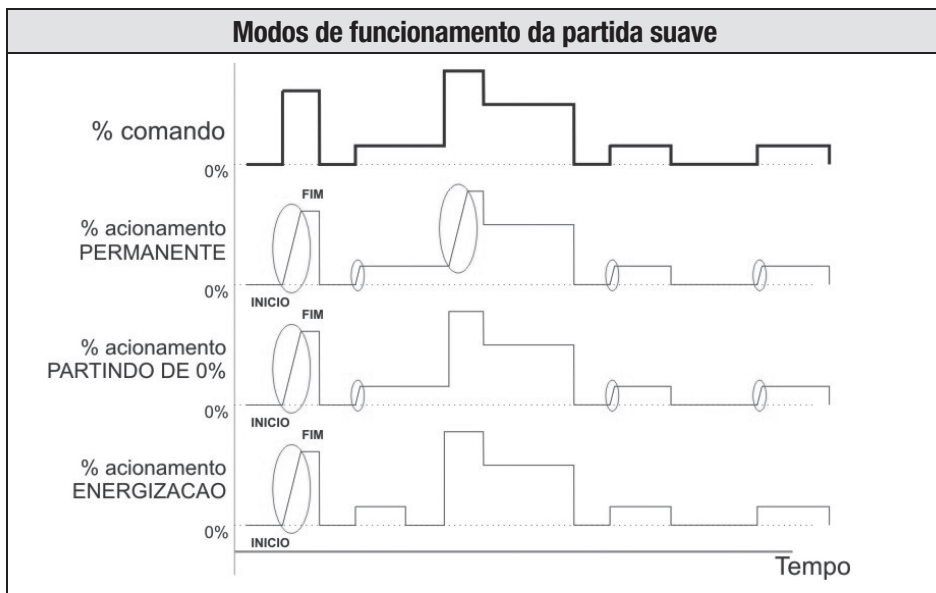 Modos de funcionamento da partida suave
% comando
0%
FIM
% acionamento
PERMANENTE
0%
INICIO
FIM
% acionamento
PARTINDO DE 0%
0%
INICIO
FIM
% acionamento
ENERGIZACAO
0%
INICIO
Tempo